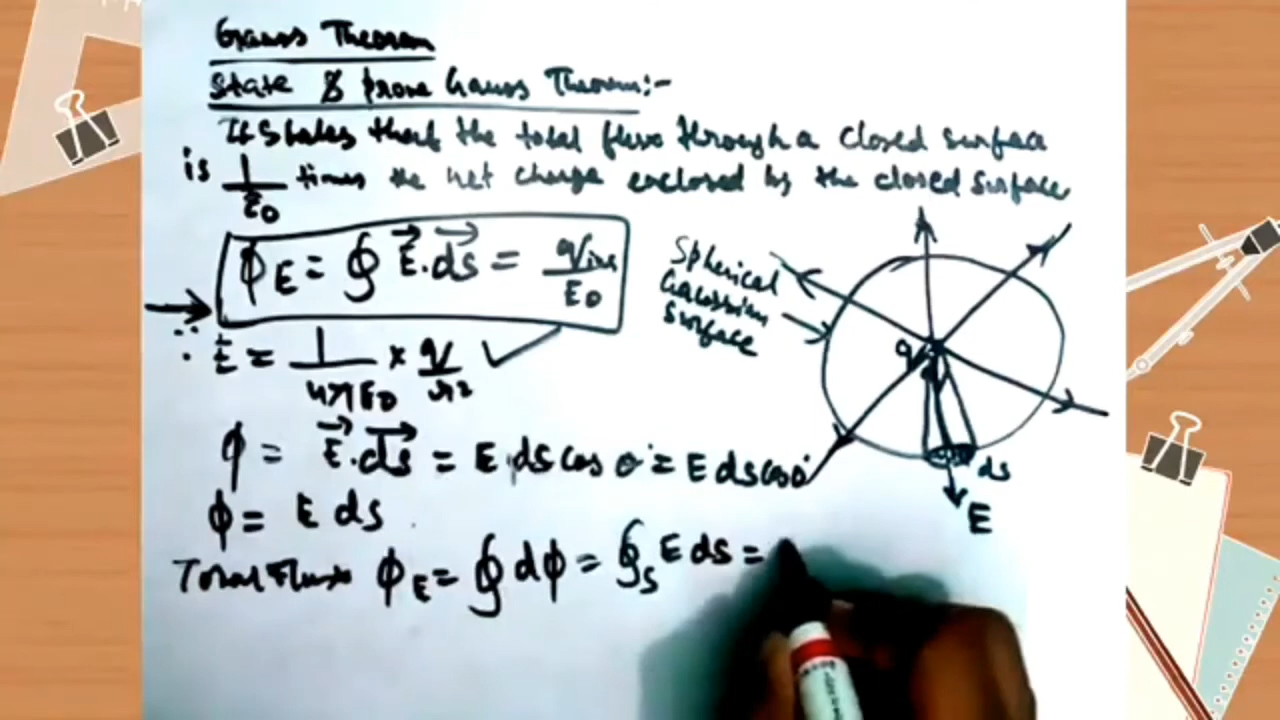 Gauss Theorem
State & prove Gauss Theorem:-
It states that the total flux through a closed surface
is 1/ε0 times the net charge enclosed by the closed surface
ϕE = ∮ E⃗.ds⃗ = qin/ε0
∵ E⃗ = 1/4πε0 × q/r2
ϕ = E⃗.ds⃗ = E ds cos θ = E ds cos0°
ϕ = E ds
Total Flux ϕE = ∮ dϕ = ∮S E ds =
Spherical
Gaussian
Surface
q
ds
E